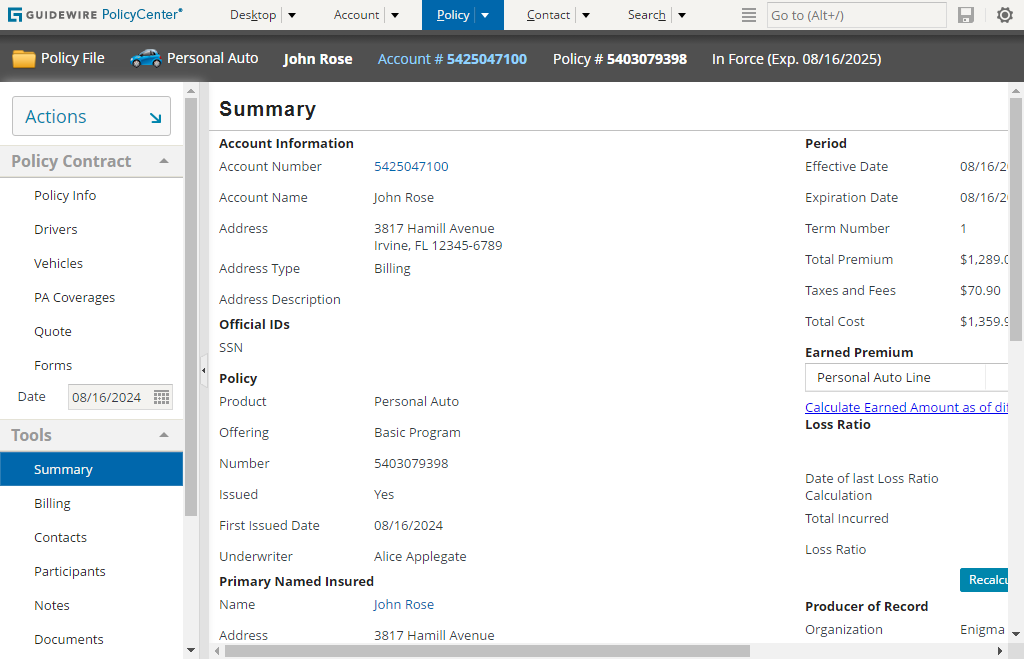 GUIDEWIRE PolicyCenter®
Desktop
Account
Policy
Contact
Search
Go to (Alt+/)
Policy File
Personal Auto
John Rose
Account # 5425047100
Policy # 5403079398
In Force (Exp. 08/16/2025)
Actions
Policy Contract
Policy Info
Drivers
Vehicles
PA Coverages
Quote
Forms
Date 08/16/2024
Tools
Summary
Billing
Contacts
Participants
Notes
Documents
Summary
Account Information
Account Number 5425047100
Account Name John Rose
Address 3817 Hamill Avenue
Irvine, FL 12345-6789
Address Type Billing
Address Description
Official IDs
SSN
Policy
Product Personal Auto
Offering Basic Program
Number 5403079398
Issued Yes
First Issued Date 08/16/2024
Underwriter Alice Applegate
Primary Named Insured
Name John Rose
Address 3817 Hamill Avenue
Period
Effective Date 08/16/2
Expiration Date 08/16/2
Term Number 1
Total Premium $1,289.0
Taxes and Fees $70.90
Total Cost $1,359.9
Earned Premium
Personal Auto Line
Calculate Earned Amount as of dif
Loss Ratio
Date of last Loss Ratio
Calculation
Total Incurred
Loss Ratio
Recalcu
Producer of Record
Organization Enigma